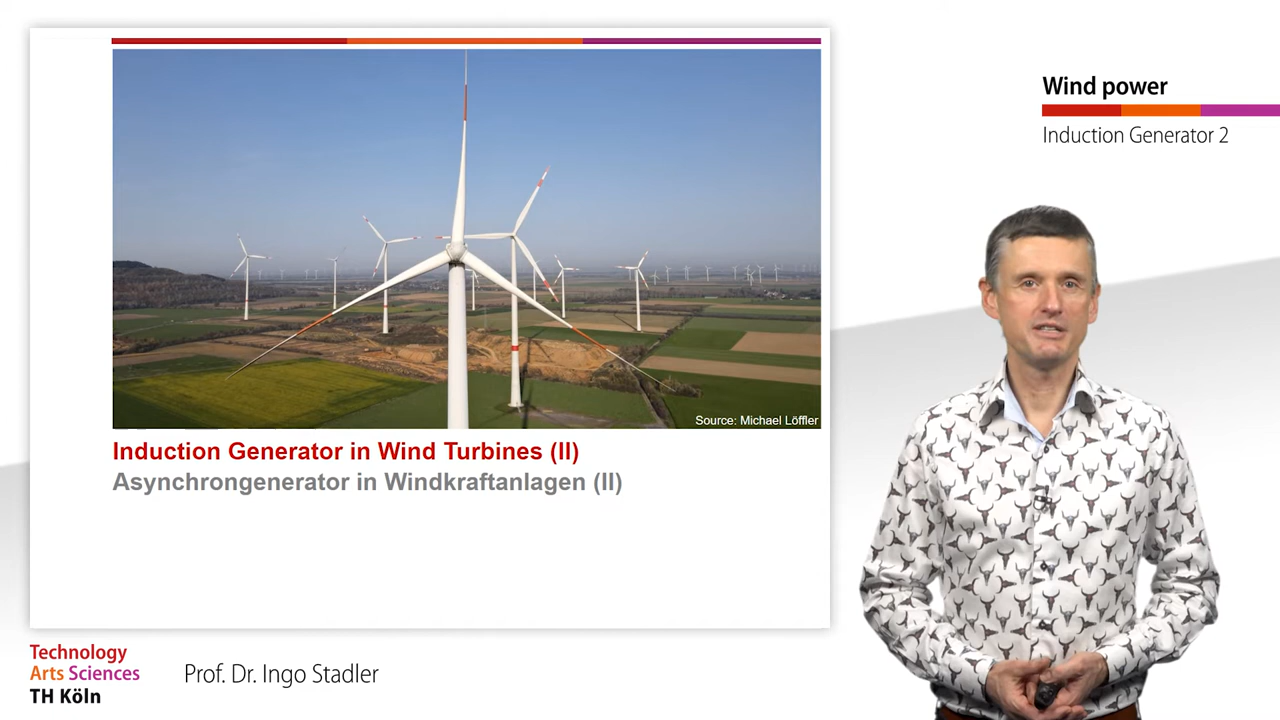 Source: Michael Löffler
Induction Generator in Wind Turbines (II)
Asynchrongenerator in Windkraftanlagen (II)
Wind power
Induction Generator 2
Technology
Arts Sciences
TH Köln
Prof. Dr. Ingo Stadler